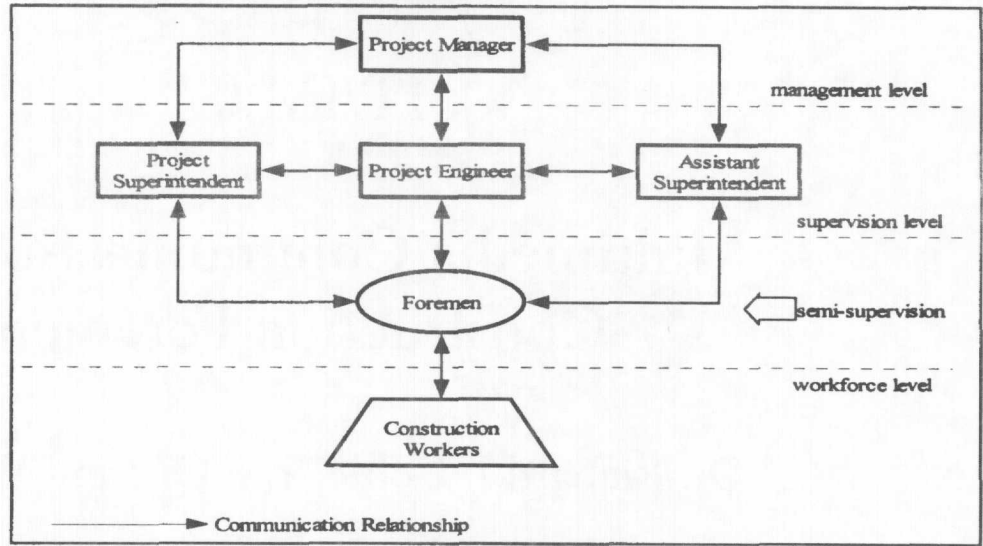 Project Manager
management level
Project
Superintendent
Project Engineer
Assistant
Superintendent
supervision level
Foremen
semi-supervision
workforce level
Construction
Workers
Communication Relationship